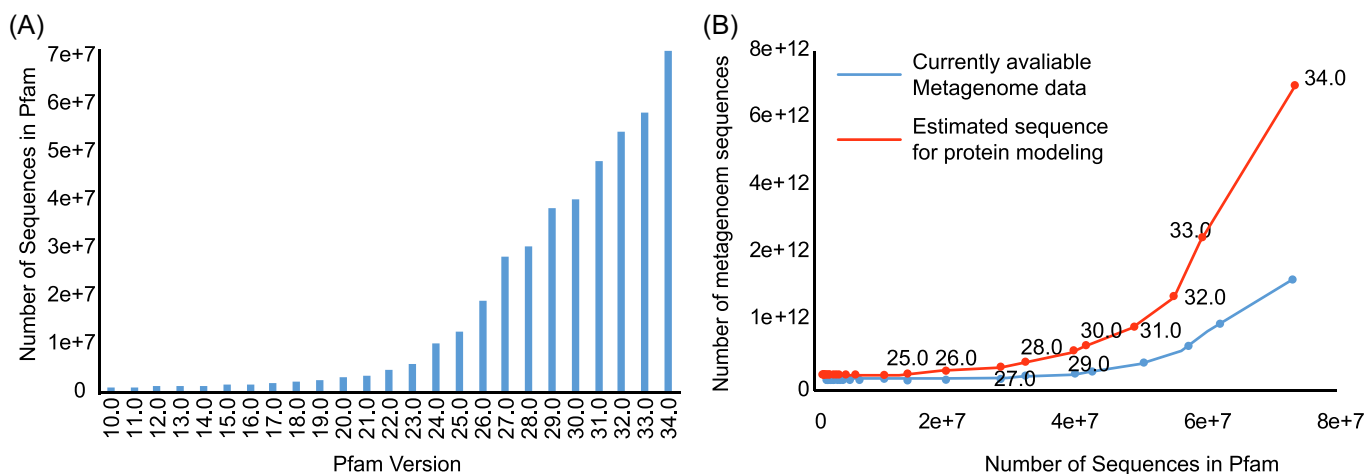 (A)
Number of Sequences in Pfam
7e+7
6e+7
5e+7
4e+7
3e+7
2e+7
1e+7
0
10.0
11.0
12.0
13.0
14.0
15.0
16.0
17.0
18.0
19.0
20.0
21.0
22.0
23.0
24.0
25.0
26.0
27.0
28.0
29.0
30.0
31.0
32.0
33.0
34.0
Pfam Version
(B)
Number of metagenoem sequences
8e+12
6e+12
4e+12
2e+12
1e+12
0
Currently avaliable
Metagenome data
Estimated sequence
for protein modeling
34.0
33.0
32.0
31.0
30.0
29.0
28.0
27.0
26.0
25.0
0
2e+7
4e+7
6e+7
8e+7
Number of Sequences in Pfam